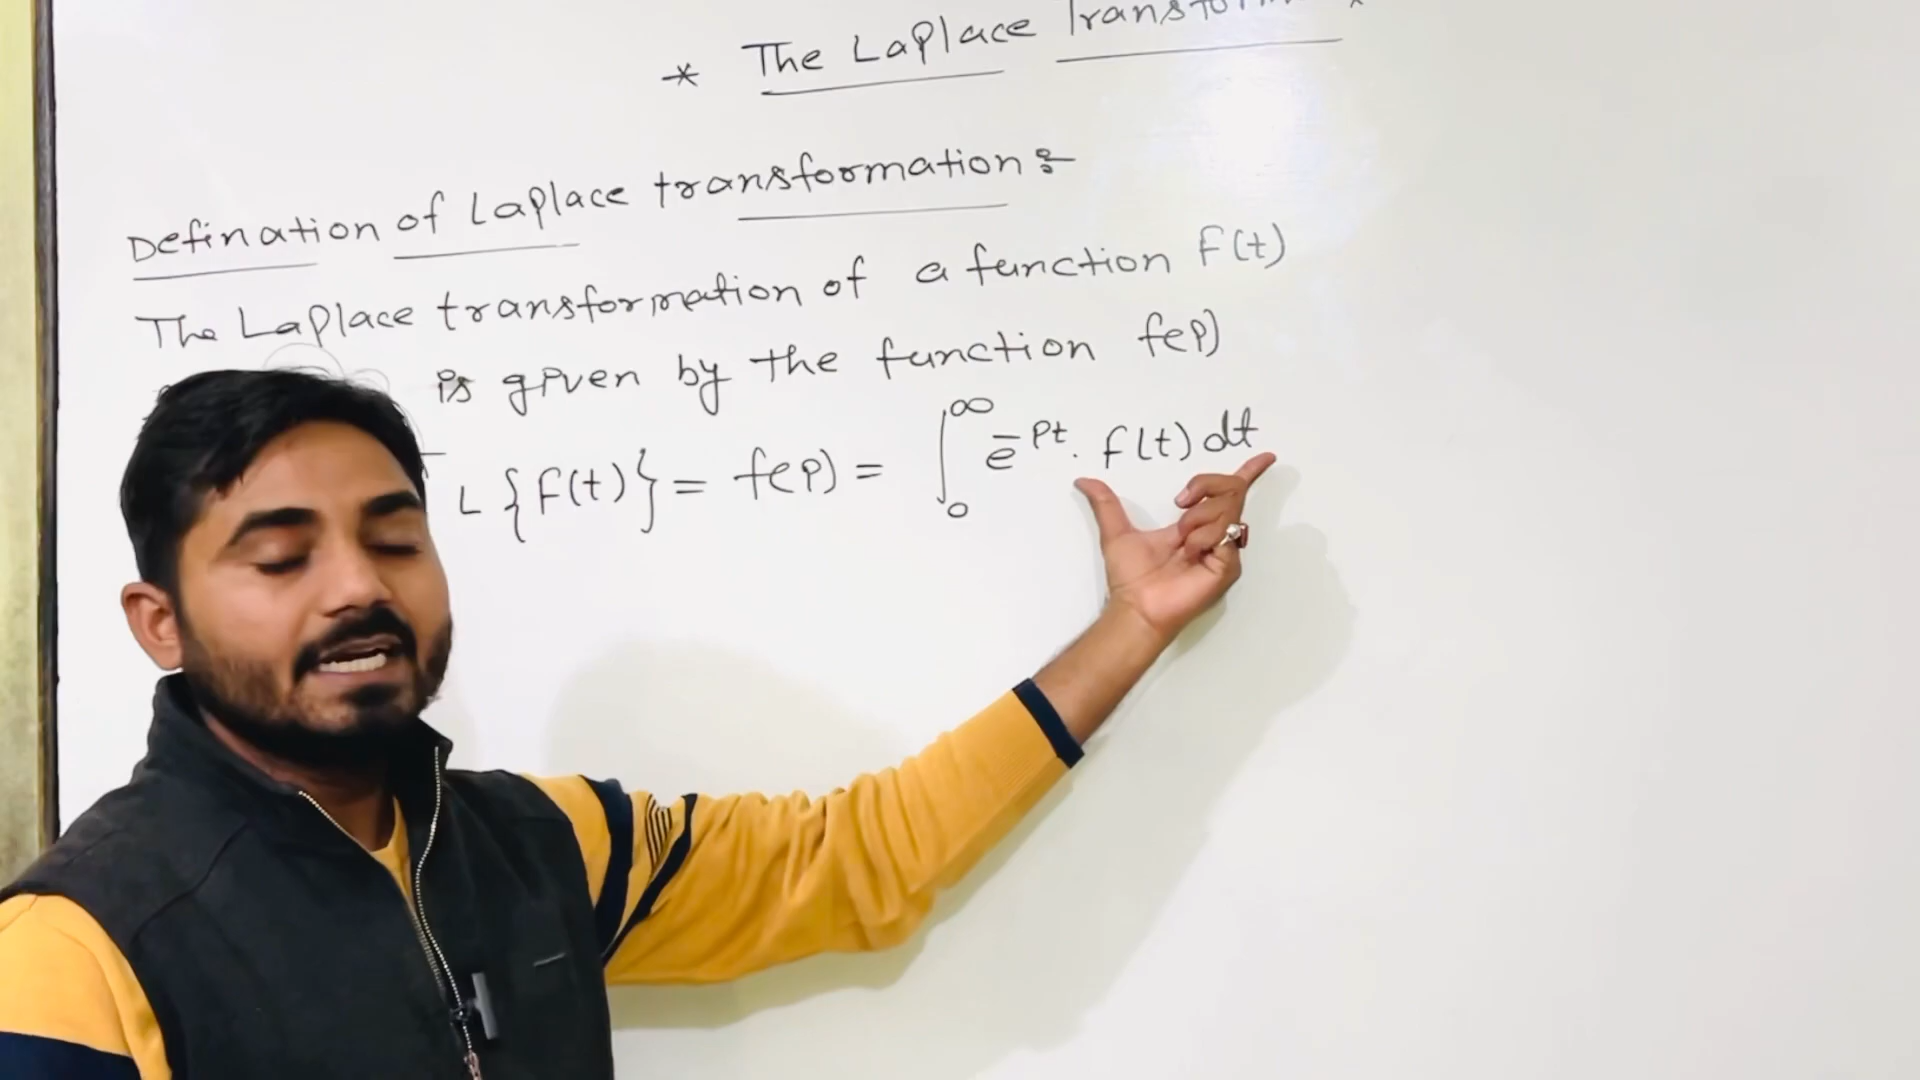 * The Laplace Transform *
Defination of Laplace transformation :-
The Laplace transformation of a function F(t)
is given by the function f(p)
L {F(t)} = f(p) = ∫₀^∞ e^-pt . F(t) dt